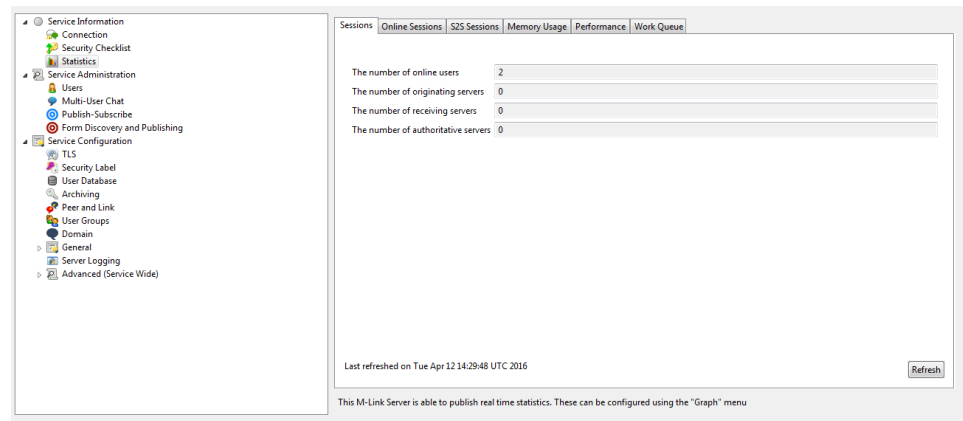 Service Information
Connection
Security Checklist
Statistics
Service Administration
Users
Multi-User Chat
Publish-Subscribe
Form Discovery and Publishing
Service Configuration
TLS
Security Label
User Database
Archiving
Peer and Link
User Groups
Domain
General
Server Logging
Advanced (Service Wide)
Sessions Online Sessions S2S Sessions Memory Usage Performance Work Queue
The number of online users 2
The number of originating servers 0
The number of receiving servers 0
The number of authoritative servers 0
Last refreshed on Tue Apr 12 14:29:48 UTC 2016
Refresh
This M-Link Server is able to publish real time statistics. These can be configured using the "Graph" menu